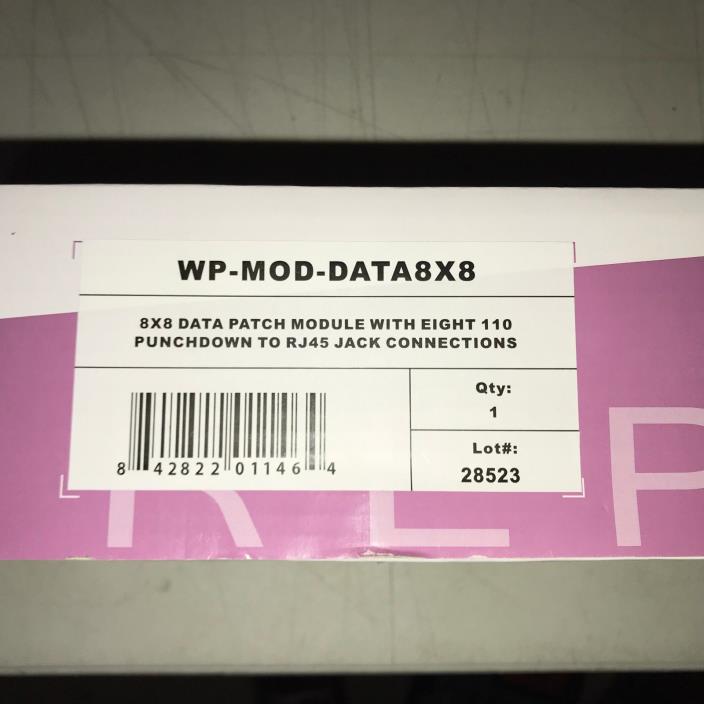 WP-MOD-DATA8X8
8X8 DATA PATCH MODULE WITH EIGHT 110
PUNCHDOWN TO RJ45 JACK CONNECTIONS
Qty:
1
8 42822 01146 4
Lot#:
28523